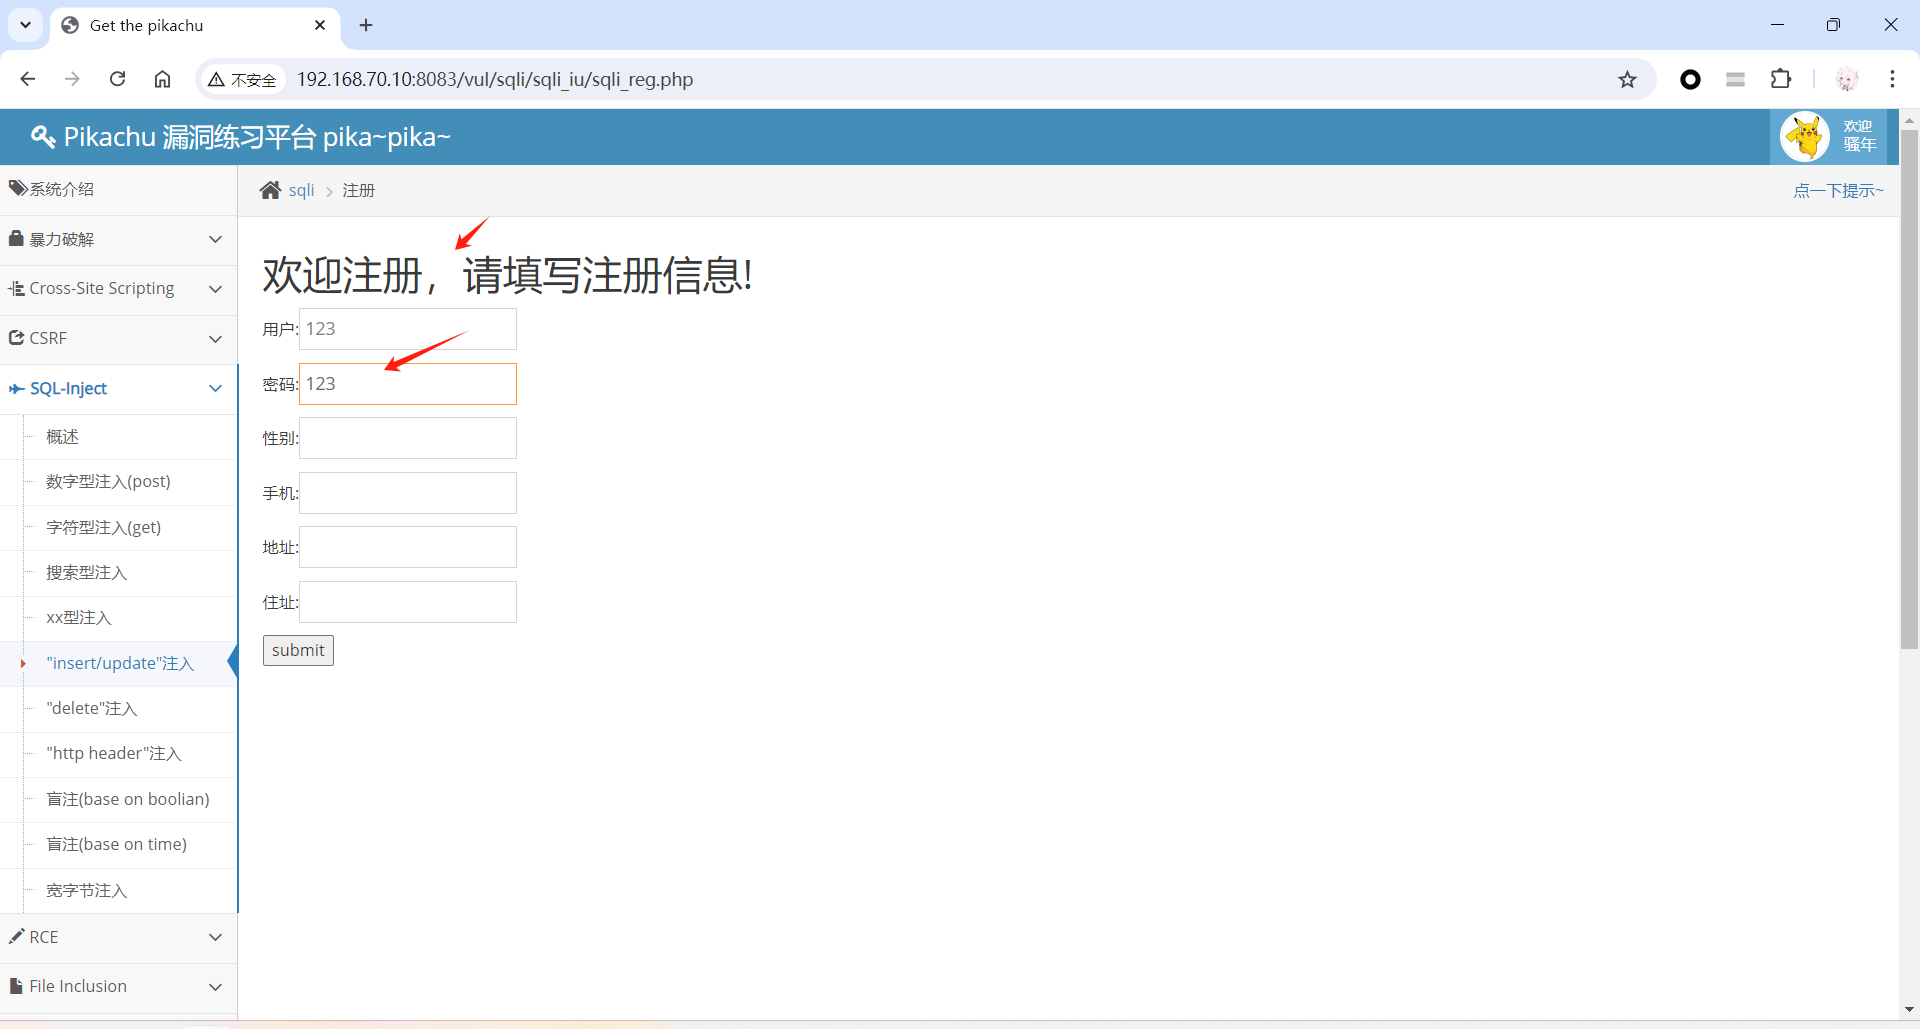 Get the pikachu
不安全 192.168.70.10:8083/vul/sqli/sqli_iu/sqli_reg.php
Pikachu 漏洞练习平台 pika~pika~
欢迎
骚年
系统介绍
暴力破解
Cross-Site Scripting
CSRF
SQL-Inject
概述
数字型注入(post)
字符型注入(get)
搜索型注入
xx型注入
"insert/update"注入
"delete"注入
"http header"注入
盲注(base on boolian)
盲注(base on time)
宽字节注入
RCE
File Inclusion
sqli > 注册
点一下提示~
欢迎注册，请填写注册信息!
用户: 123
密码: 123
性别:
手机:
地址:
住址:
submit